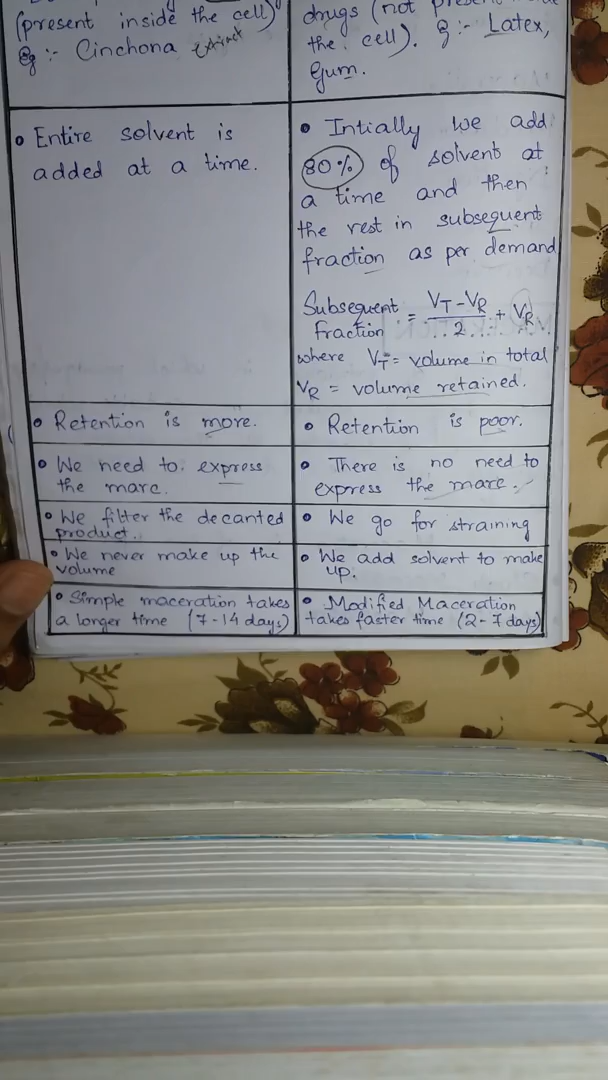 (present inside the cell)
Eg :- Cinchona extract
drugs (not present
the cell). Eg :- Latex,
Gum.
• Entire solvent is
added at a time.
• Intially we add
80% of solvent at
a time and then
the rest in subsequent
fraction as per demand
Subsequent fraction = VT - VR / 2 + VR
where VT = volume in total
VR = volume retained.
• Retention is more.
• Retention is poor.
• We need to express
the marc.
• There is no need to
express the marc.
• We filter the decanted
product.
• We go for straining
• We never make up the
volume
• We add solvent to make
up.
• Simple maceration takes
a longer time (7-14 days)
• Modified Maceration
takes faster time (2-7 days)